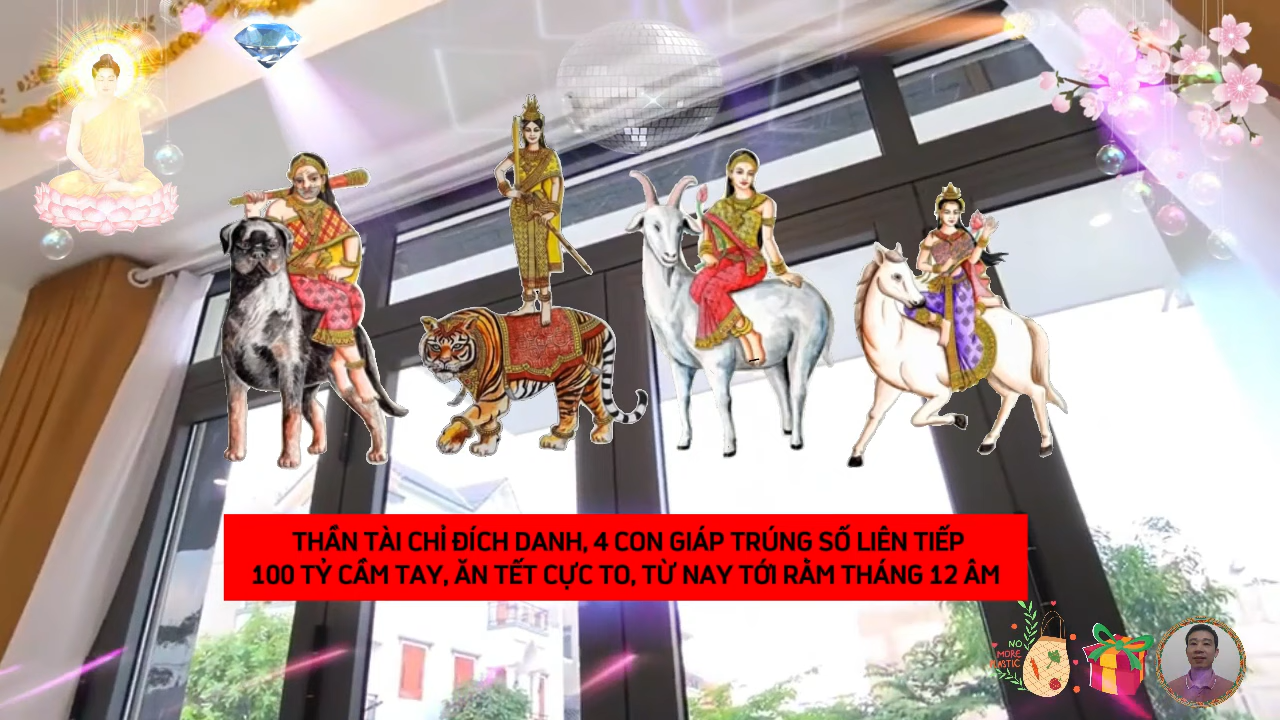 THẦN TÀI CHỈ ĐÍCH DANH, 4 CON GIÁP TRÚNG SỐ LIÊN TIẾP
100 TỶ CẦM TAY, ĂN TẾT CỰC TO, TỪ NAY TỚI RẰM THÁNG 12 ÂM
NO
MORE
PLASTIC